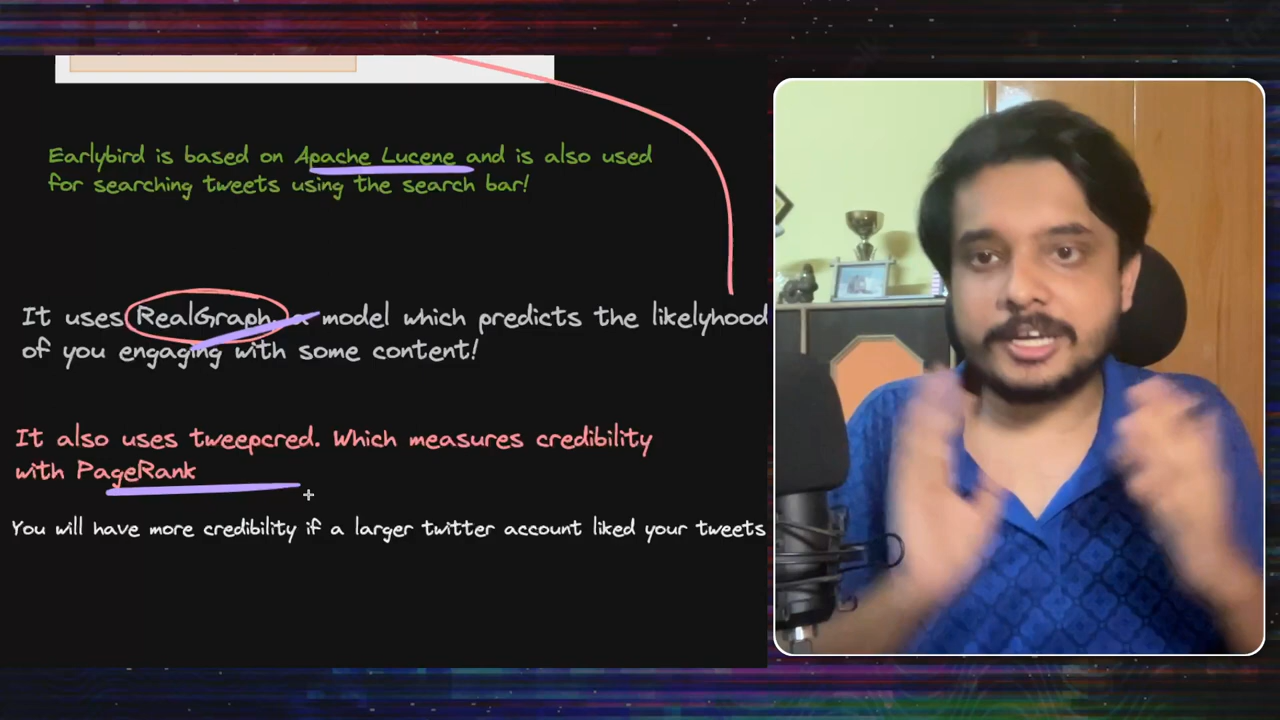 Earlybird is based on Apache Lucene and is also used
for searching tweets using the search bar!
It uses RealGraph a model which predicts the likelyhood
of you engaging with some content!
It also uses tweepcred. Which measures credibility
with PageRank
You will have more credibility if a larger twitter account liked your tweets